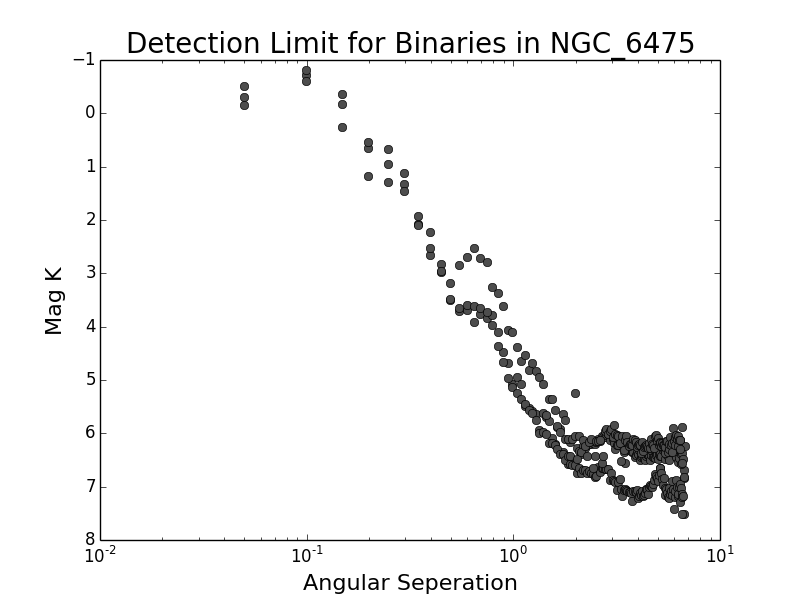 Detection Limit for Binaries in NGC_6475
−1
0
1
2
3
4
5
6
7
8
Mag K
10^-2 10^-1 10^0 10^1
Angular Seperation